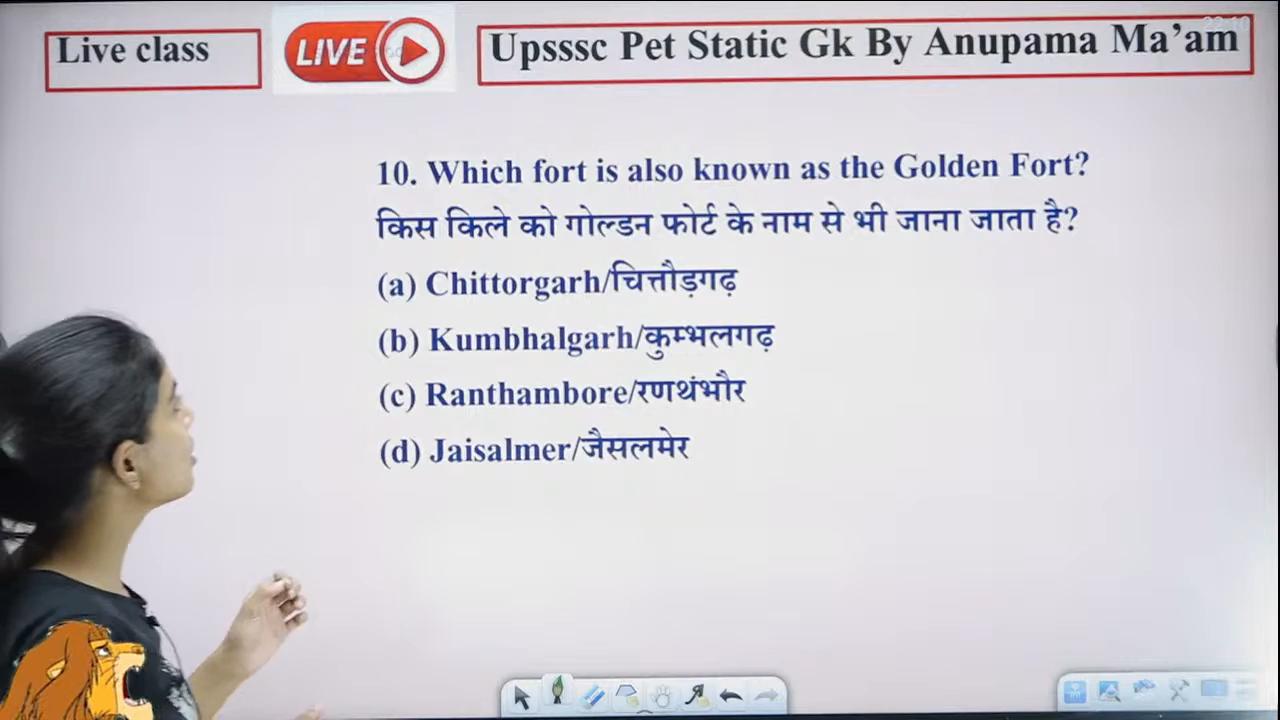 Live class
LIVE
Upsssc Pet Static Gk By Anupama Ma’am
10. Which fort is also known as the Golden Fort?
किस किले को गोल्डन फोर्ट के नाम से भी जाना जाता है?
(a) Chittorgarh/चित्तौड़गढ़
(b) Kumbhalgarh/कुम्भलगढ़
(c) Ranthambore/रणथंभौर
(d) Jaisalmer/जैसलमेर